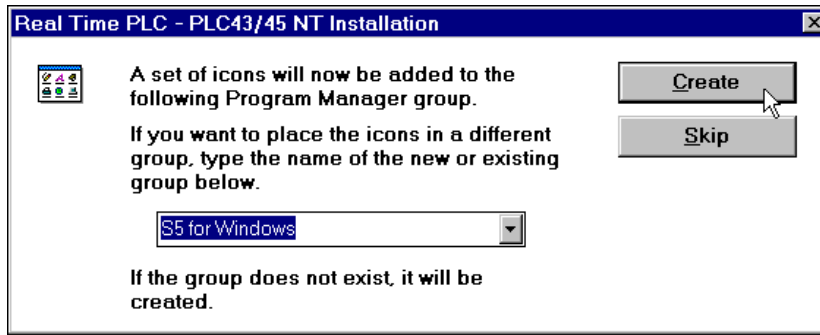 Real Time PLC - PLC43/45 NT Installation
A set of icons will now be added to the
following Program Manager group.
If you want to place the icons in a different
group, type the name of the new or existing
group below.
S5 for Windows
If the group does not exist, it will be
created.
Create
Skip